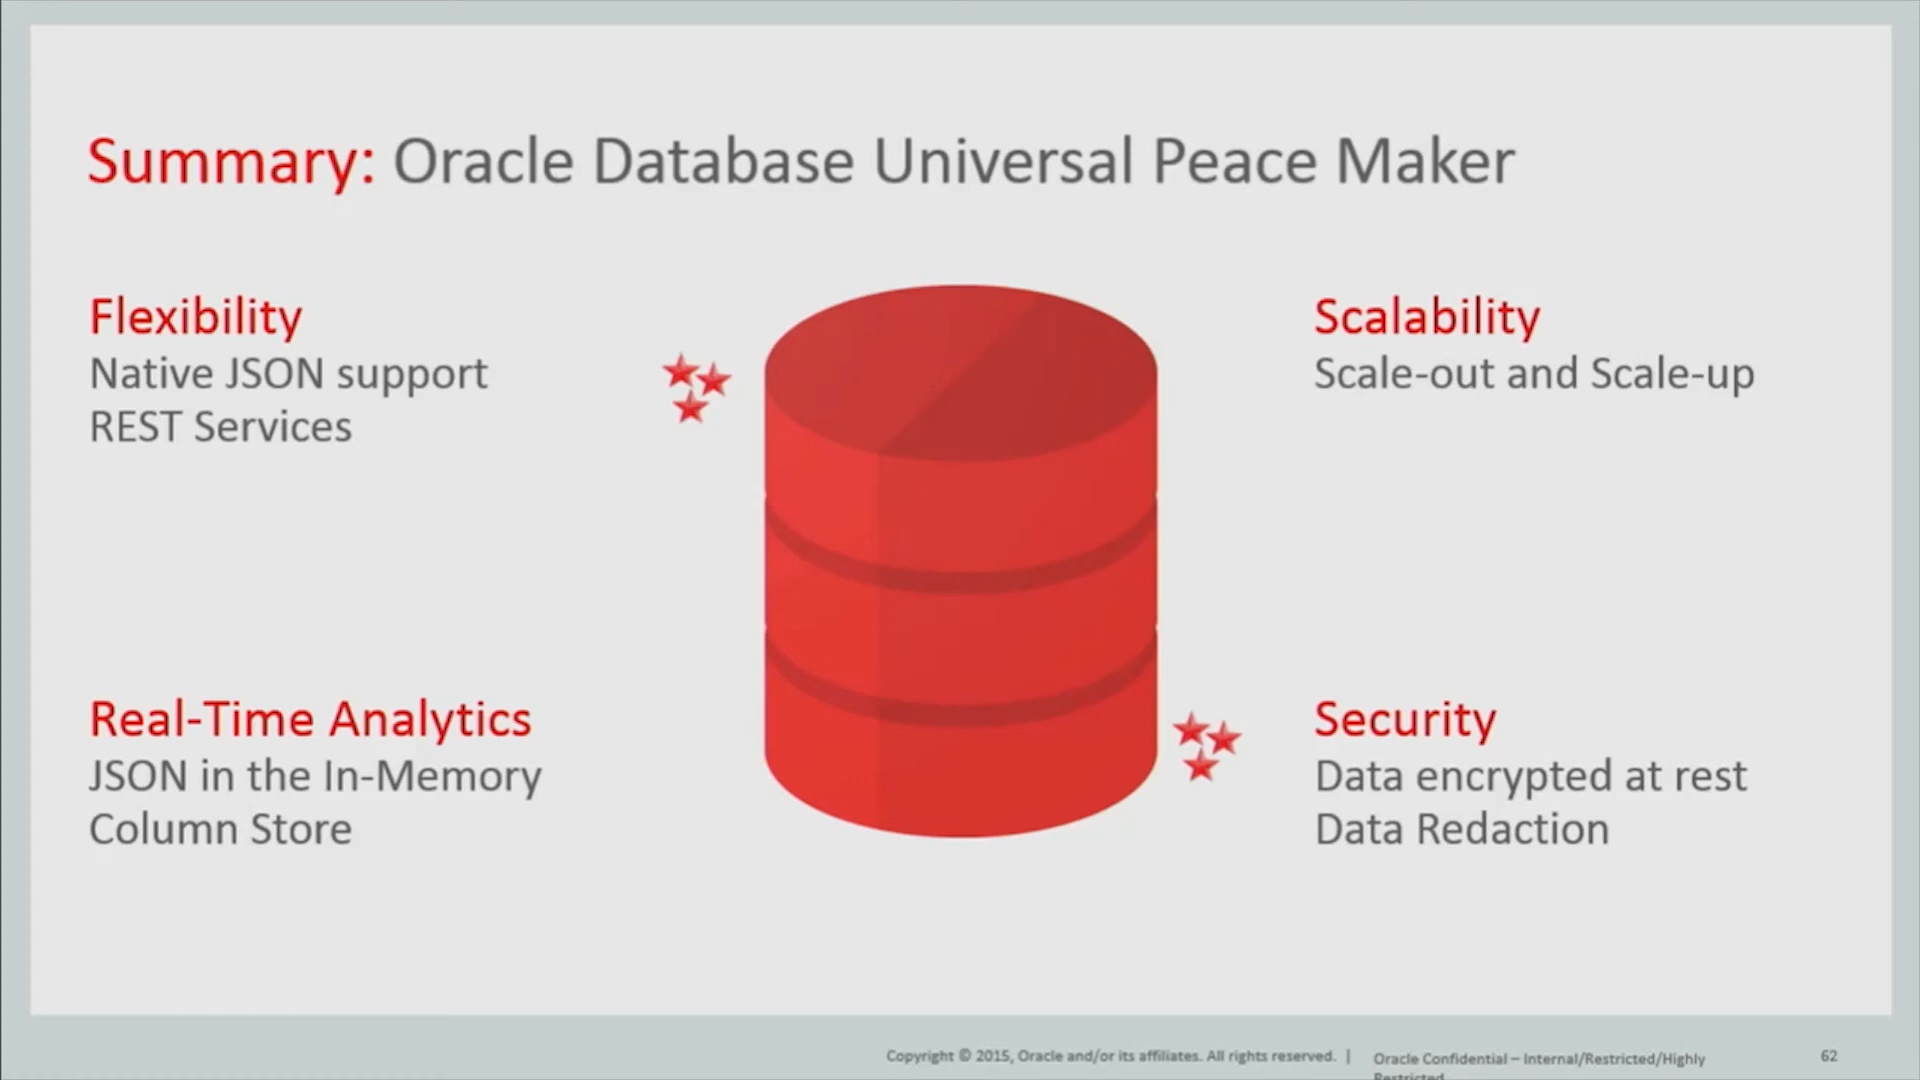 Summary: Oracle Database Universal Peace Maker
Flexibility
Native JSON support
REST Services
Scalability
Scale-out and Scale-up
Real-Time Analytics
JSON in the In-Memory
Column Store
Security
Data encrypted at rest
Data Redaction
Copyright © 2015, Oracle and/or its affiliates. All rights reserved. |
Oracle Confidential – Internal/Restricted/Highly
Restricted
62